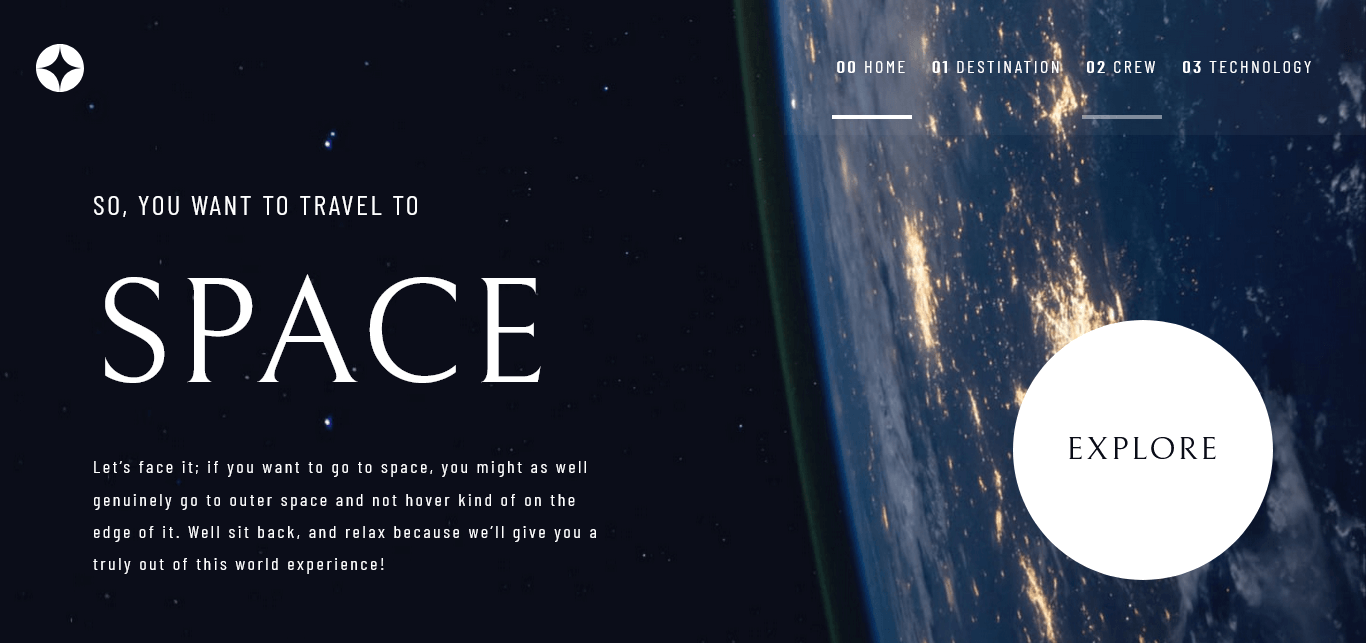 00 HOME 01 DESTINATION 02 CREW 03 TECHNOLOGY
SO, YOU WANT TO TRAVEL TO
SPACE
Let’s face it; if you want to go to space, you might as well
genuinely go to outer space and not hover kind of on the
edge of it. Well sit back, and relax because we’ll give you a
truly out of this world experience!
EXPLORE